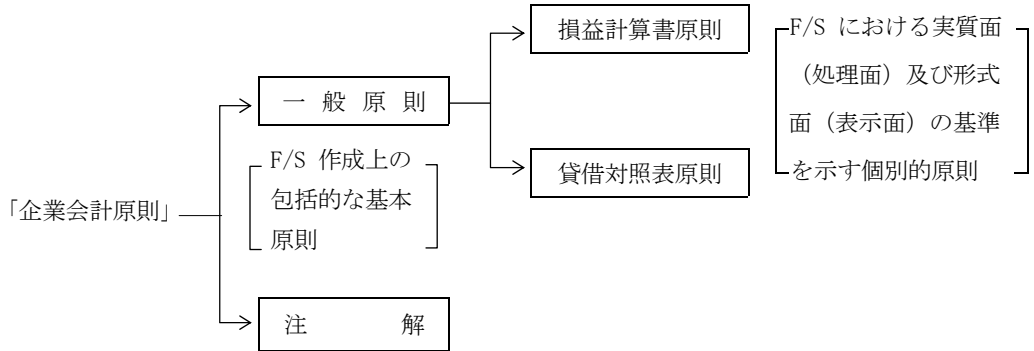 損益計算書原則
F/S における実質面
（処理面）及び形式
面（表示面）の基準
を示す個別的原則
一 般 原 則
貸借対照表原則
F/S 作成上の
包括的な基本
原則
「企業会計原則」
注 解